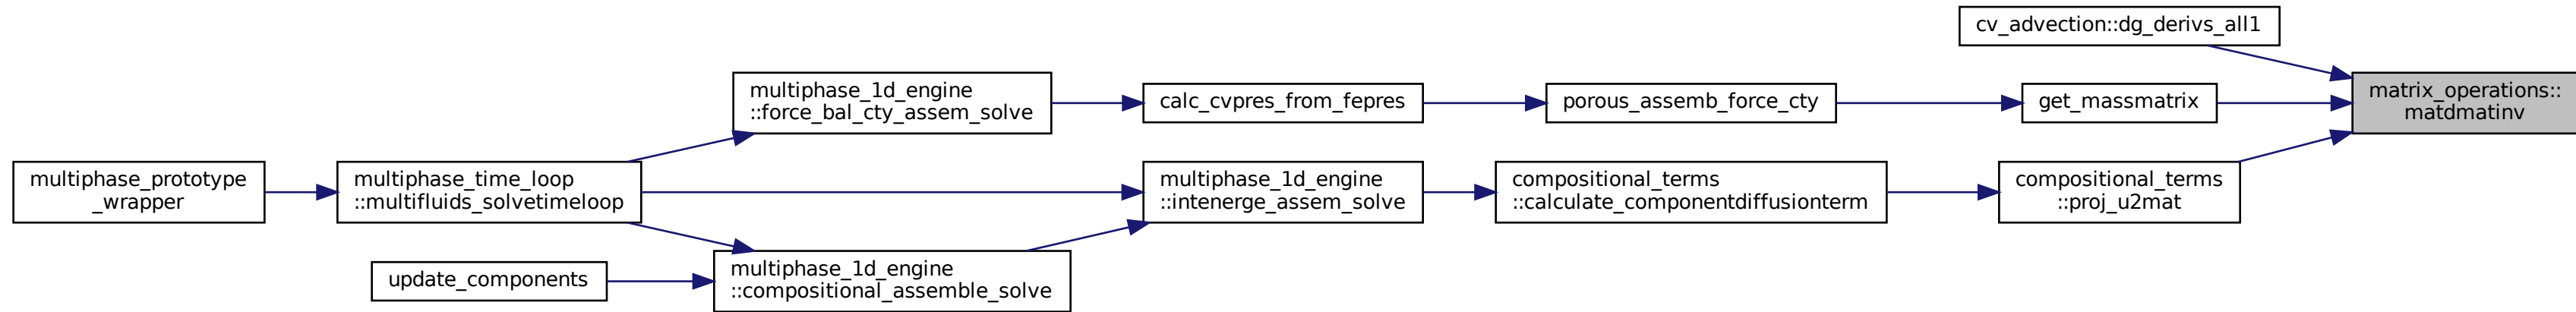 cv_advection::dg_derivs_all1
multiphase_1d_engine
::force_bal_cty_assem_solve
calc_cvpres_from_fepres
porous_assemb_force_cty
get_massmatrix
matrix_operations::
matdmatinv
multiphase_prototype
_wrapper
multiphase_time_loop
::multifluids_solvetimeloop
multiphase_1d_engine
::intenerge_assem_solve
compositional_terms
::calculate_componentdiffusionterm
compositional_terms
::proj_u2mat
update_components
multiphase_1d_engine
::compositional_assemble_solve